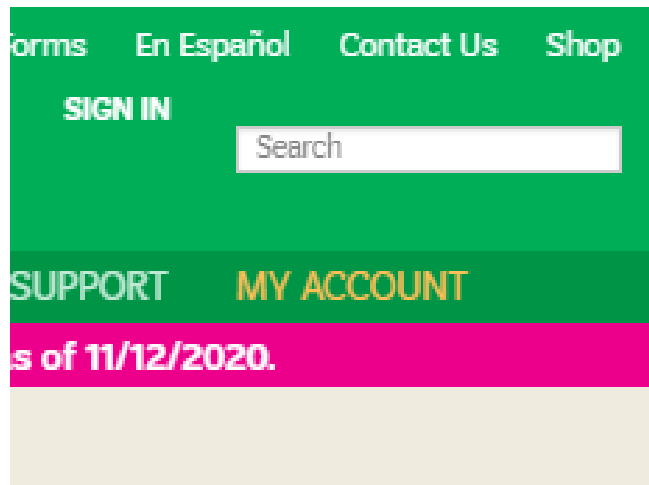 orms En Español Contact Us Shop
SIGN IN
Search
SUPPORT MY ACCOUNT
s of 11/12/2020.